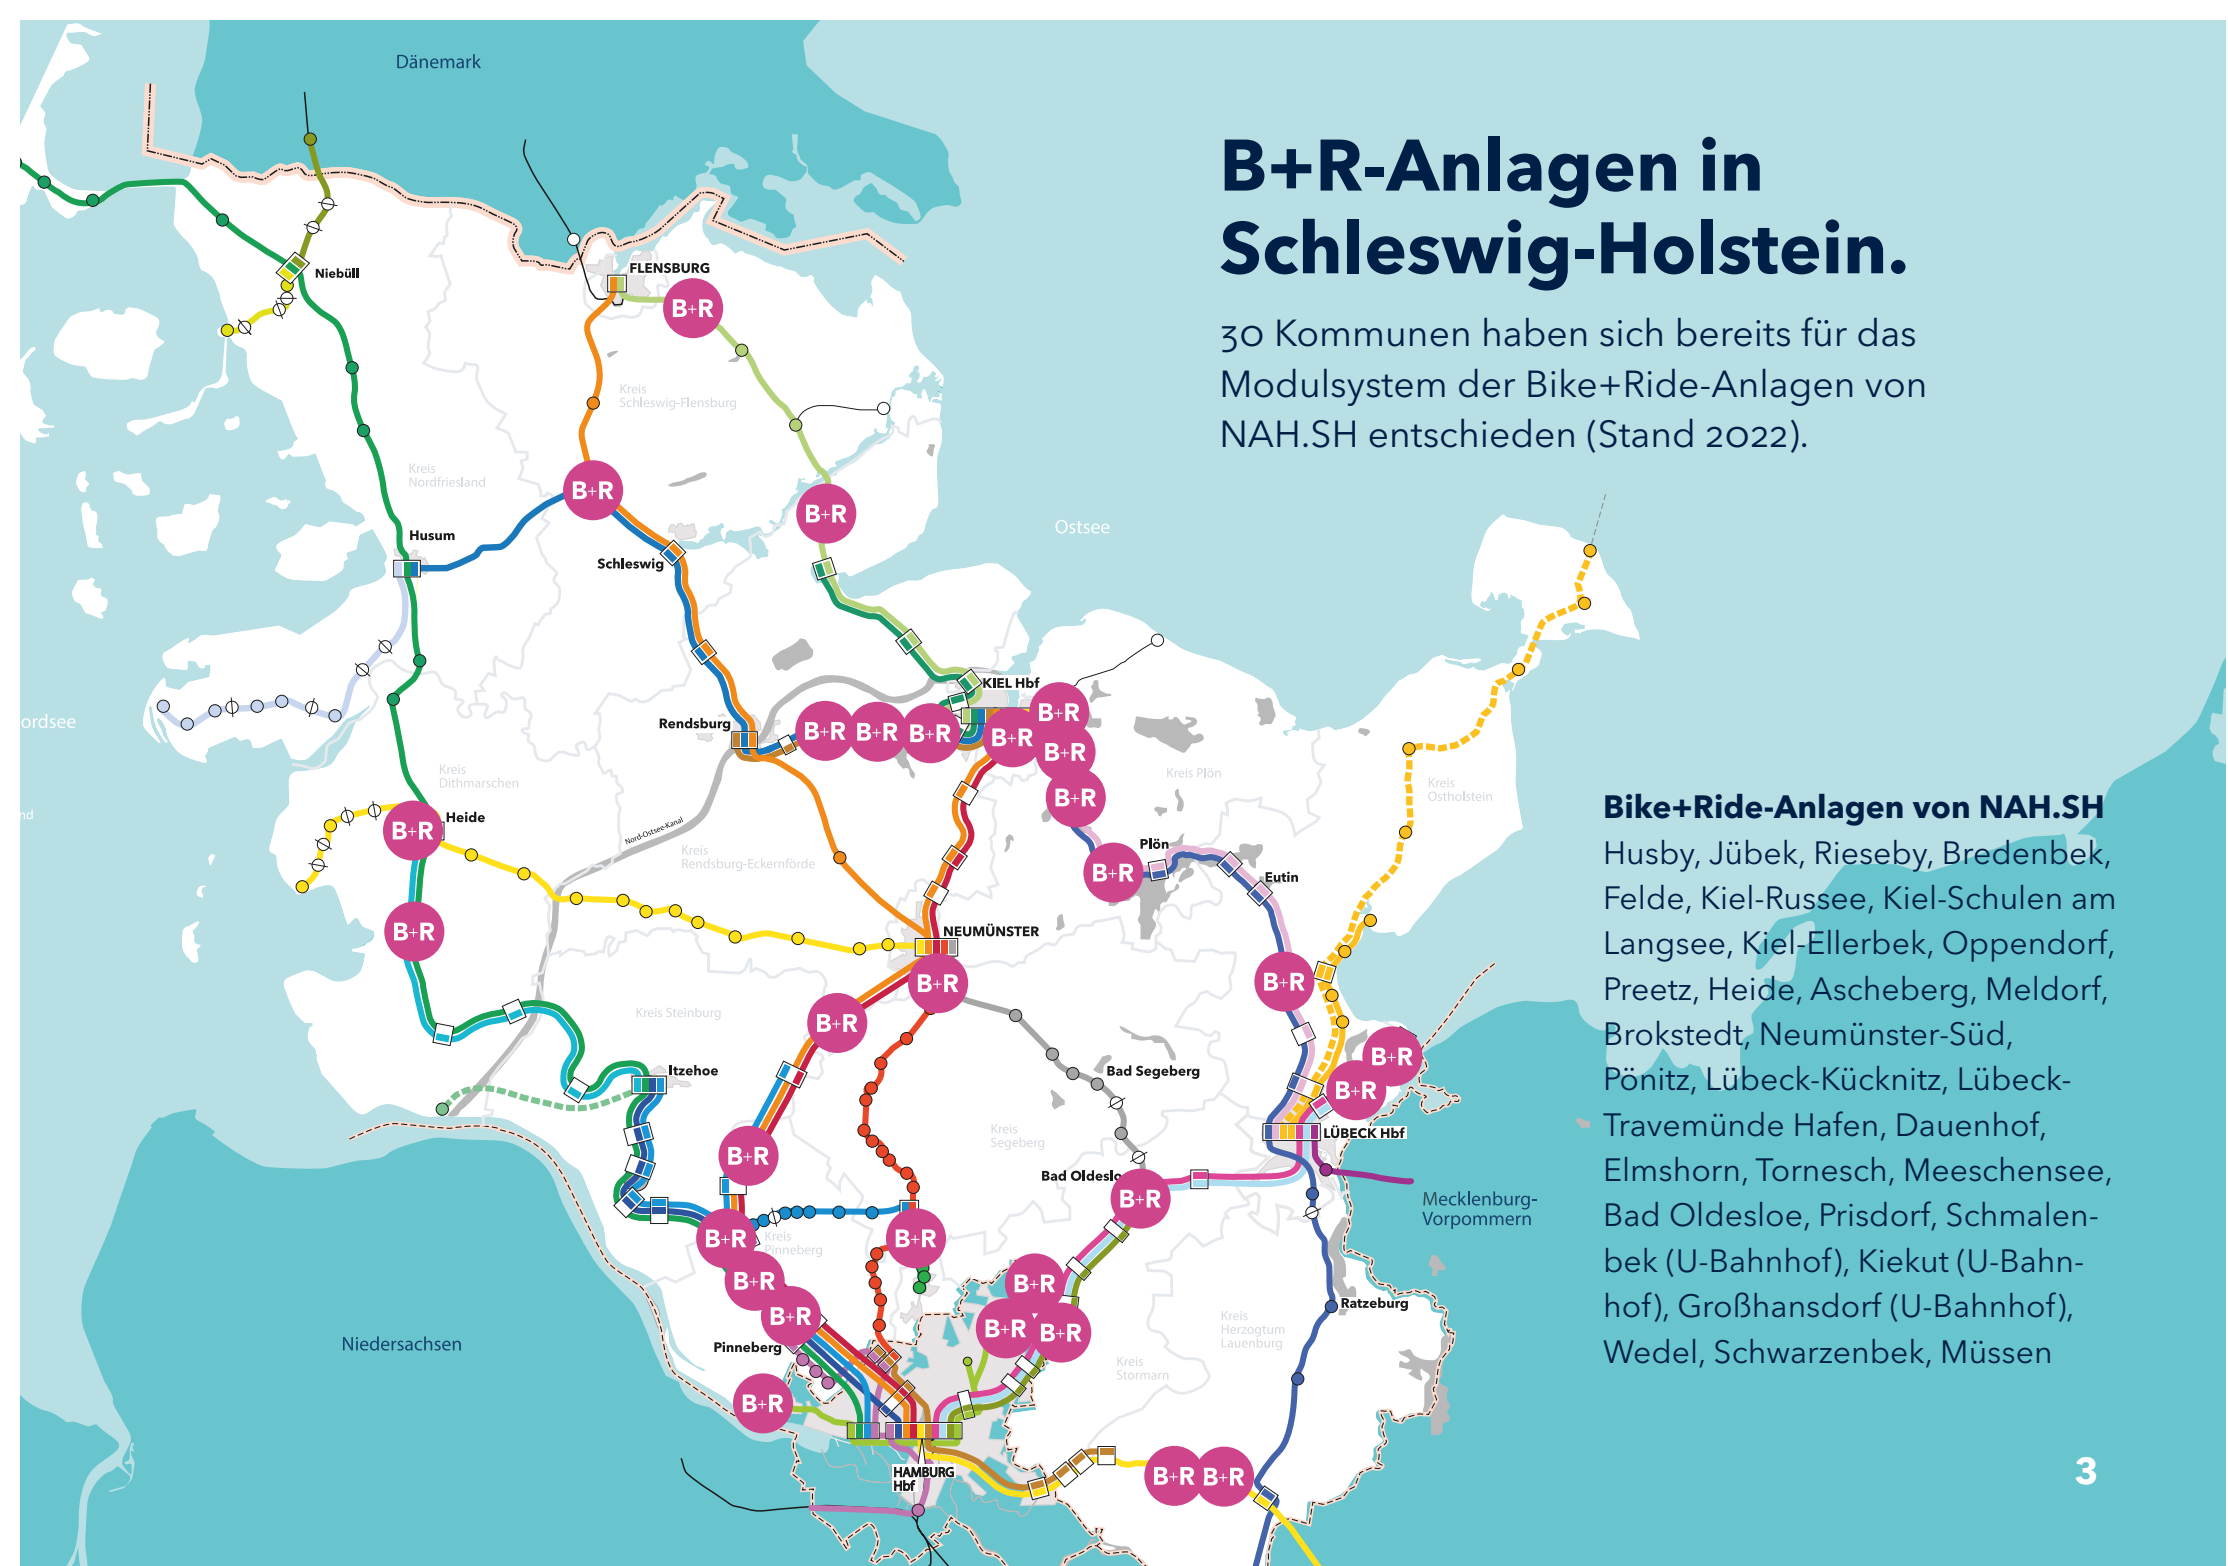 Dänemark
B+R-Anlagen in
Schleswig-Holstein.
30 Kommunen haben sich bereits für das
Modulsystem der Bike+Ride-Anlagen von
NAH.SH entschieden (Stand 2022).
Niebüll
FLENSBURG
B+R
Kreis
Schleswig-Flensburg
Kreis
Nordfriesland
B+R
B+R
Ostsee
Husum
Schleswig
KIEL Hbf
ordsee
Rendsburg
B+R
B+R
B+R
B+R
B+R
B+R
B+R
Kreis
Dithmarschen
Kreis Plön
Kreis
Ostholstein
nd
B+R
Heide
Nord-Ostsee-Kanal
Kreis
Rendsburg-Eckernförde
Plön
B+R
Eutin
B+R
NEUMÜNSTER
B+R
B+R
B+R
Kreis Steinburg
Itzehoe
Bad Segeberg
B+R
B+R
Kreis
Segeberg
LÜBECK Hbf
B+R
Bad Oldeslo
B+R
Mecklenburg-
Vorpommern
B+R
Kreis
Pinneberg
B+R
B+R
B+R
B+R
B+R
B+R
Ratzeburg
Kreis
Herzogtum
Lauenburg
Kreis
Stormarn
Niedersachsen
Pinneberg
B+R
HAMBURG
Hbf
B+R
B+R
Bike+Ride-Anlagen von NAH.SH
Husby, Jübek, Rieseby, Bredenbek,
Felde, Kiel-Russee, Kiel-Schulen am
Langsee, Kiel-Ellerbek, Oppendorf,
Preetz, Heide, Ascheberg, Meldorf,
Brokstedt, Neumünster-Süd,
Pönitz, Lübeck-Kücknitz, Lübeck-
Travemünde Hafen, Dauenhof,
Elmshorn, Tornesch, Meeschensee,
Bad Oldesloe, Prisdorf, Schmalen-
bek (U-Bahnhof), Kiekut (U-Bahn-
hof), Großhansdorf (U-Bahnhof),
Wedel, Schwarzenbek, Müssen
3